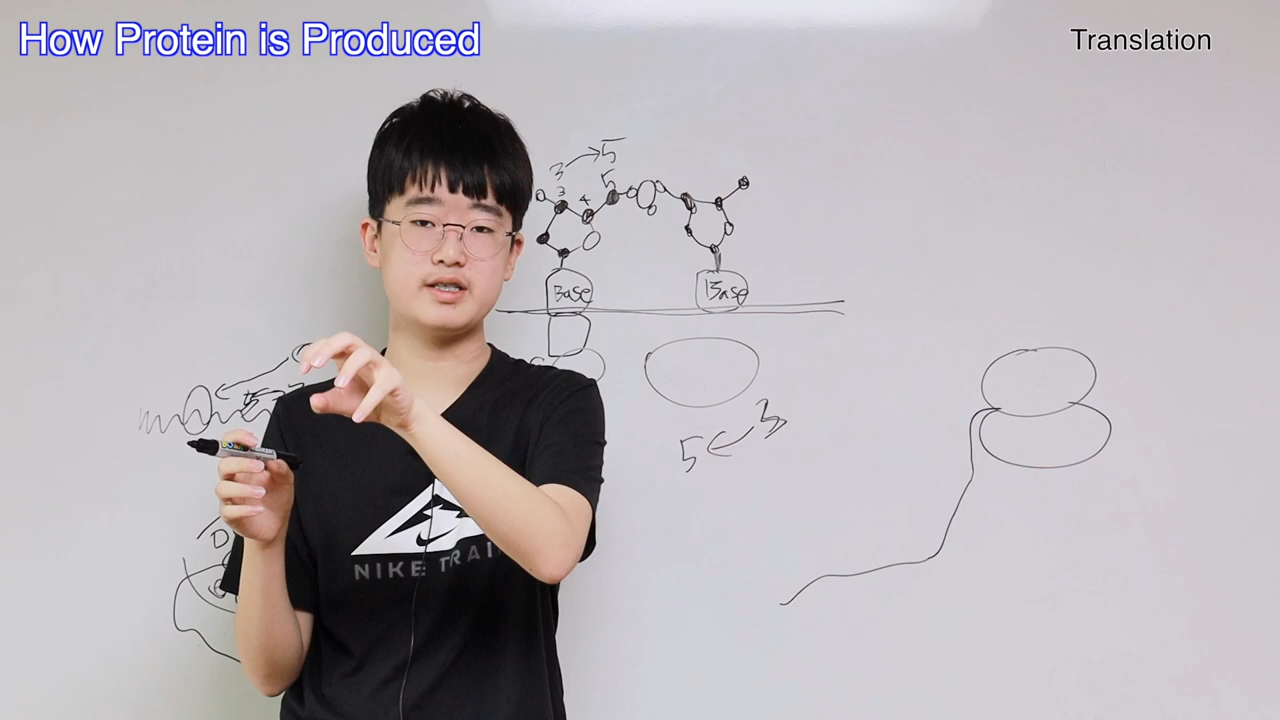 How Protein is Produced
Translation
3 → 5
3
4
5
Base
Base
3
5 ←
D
NIKE TRAI